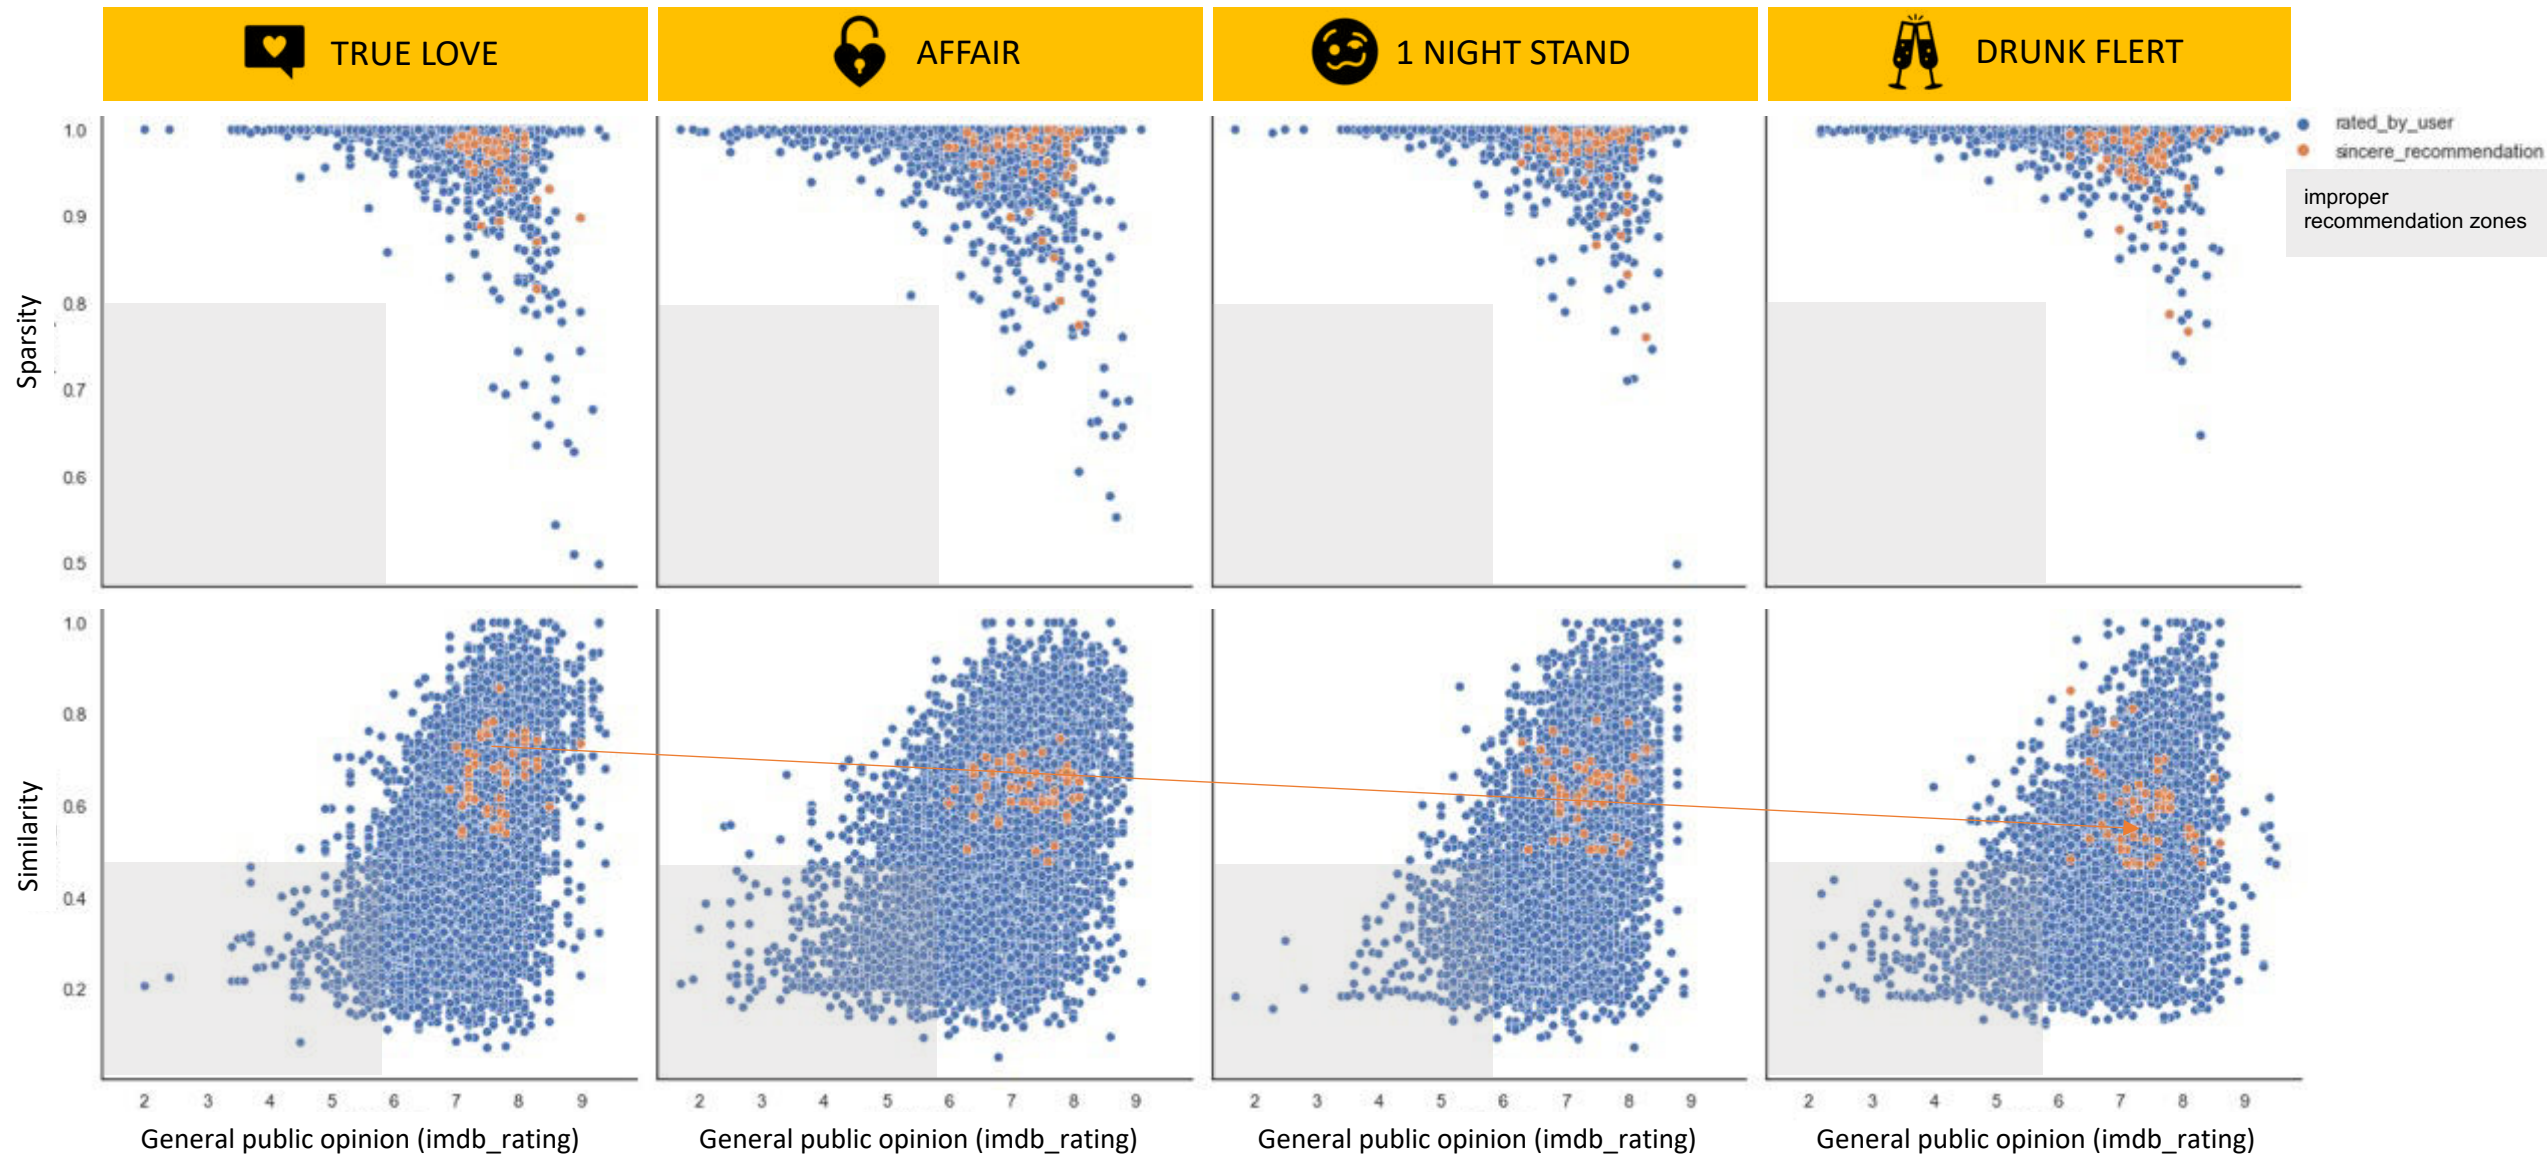 TRUE LOVE
AFFAIR
1 NIGHT STAND
DRUNK FLERT
rated_by_user
sincere_recommendation
improper
recommendation zones
Sparsity
1.0
0.9
0.8
0.7
0.6
0.5
Similarity
1.0
0.8
0.6
0.4
0.2
2 3 4 5 6 7 8 9
2 3 4 5 6 7 8 9
2 3 4 5 6 7 8 9
2 3 4 5 6 7 8 9
General public opinion (imdb_rating)
General public opinion (imdb_rating)
General public opinion (imdb_rating)
General public opinion (imdb_rating)